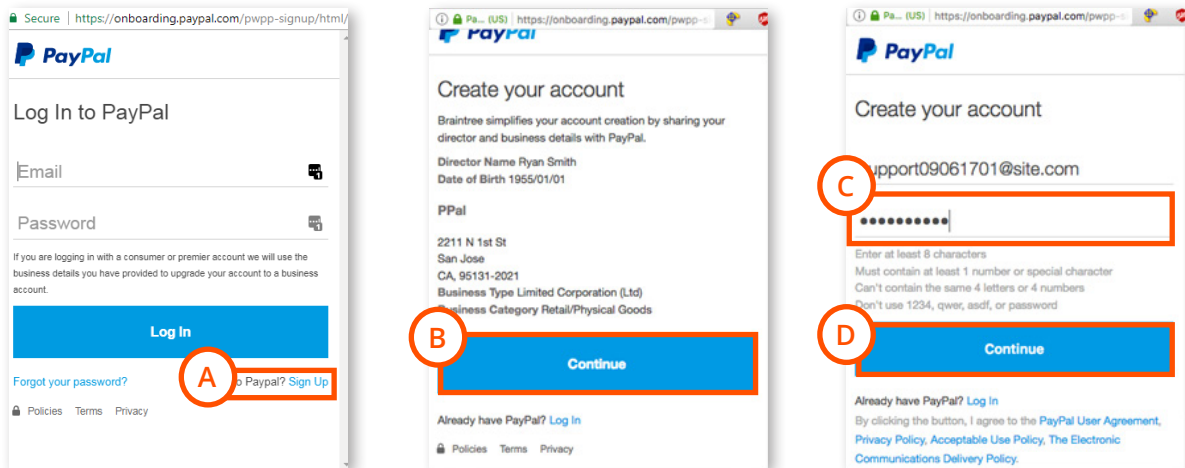 Secure | https://onboarding.paypal.com/pwpp-signup/html/
PayPal
Log In to PayPal
Email
Password
If you are logging in with a consumer or premier account we will use the
business details you have provided to upgrade your account to a business
account.
Log In
Forgot your password?
A
Paypal? Sign Up
Policies Terms Privacy
Pa... (US) | https://onboarding.paypal.com/pwpp-s
PayPal
Create your account
Braintree simplifies your account creation by sharing your
director and business details with PayPal.
Director Name Ryan Smith
Date of Birth 1955/01/01
PPal
2211 N 1st St
San Jose
CA, 95131-2021
Business Type Limited Corporation (Ltd)
Business Category Retail/Physical Goods
B
Continue
Already have PayPal? Log In
Policies Terms Privacy
Pa... (US) | https://onboarding.paypal.com/pwpp-s
PayPal
Create your account
support09061701@site.com
C
••••••••••
Enter at least 8 characters
Must contain at least 1 number or special character
Can't contain the same 4 letters or 4 numbers
Don't use 1234, qwer, asdf, or password
D
Continue
Already have PayPal? Log In
By clicking the button, I agree to the PayPal User Agreement,
Privacy Policy, Acceptable Use Policy, The Electronic
Communications Delivery Policy.